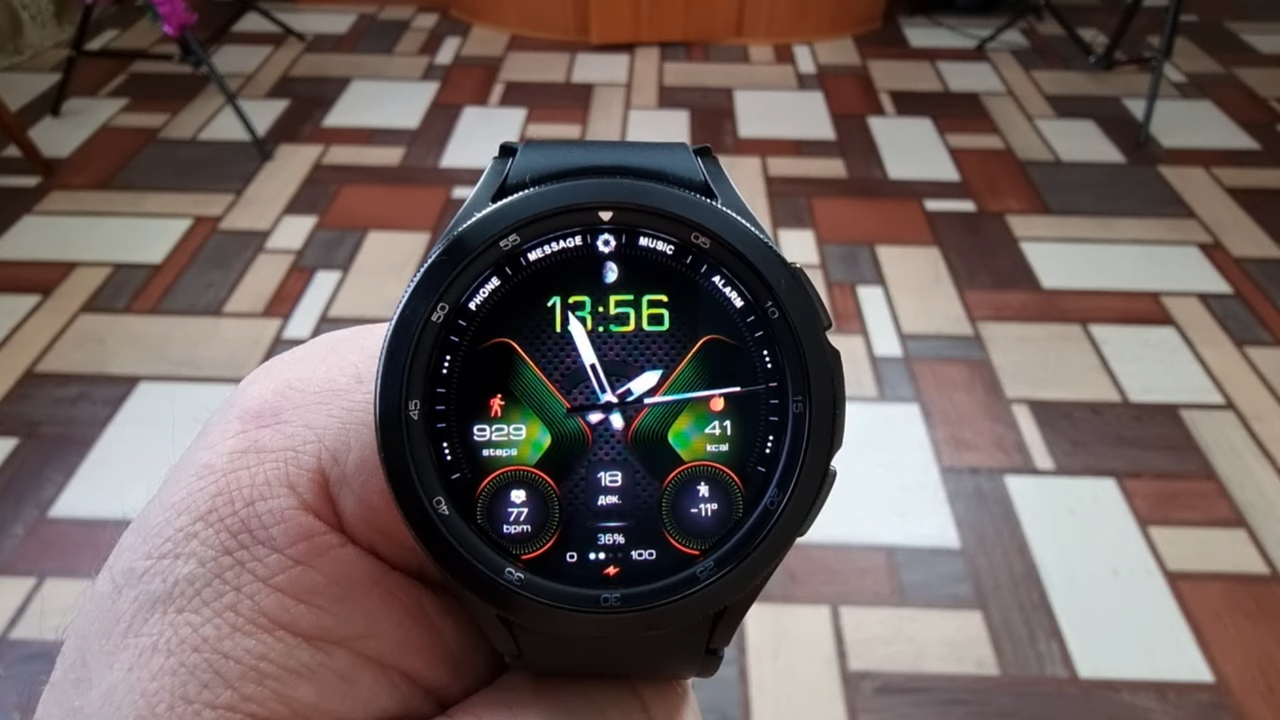 55
05
MESSAGE
MUSIC
PHONE
ALARM
50
10
13:56
45
15
929
steps
41
kcal
18
дек.
77
bpm
-11°
40
20
36%
0
100
35
25
30